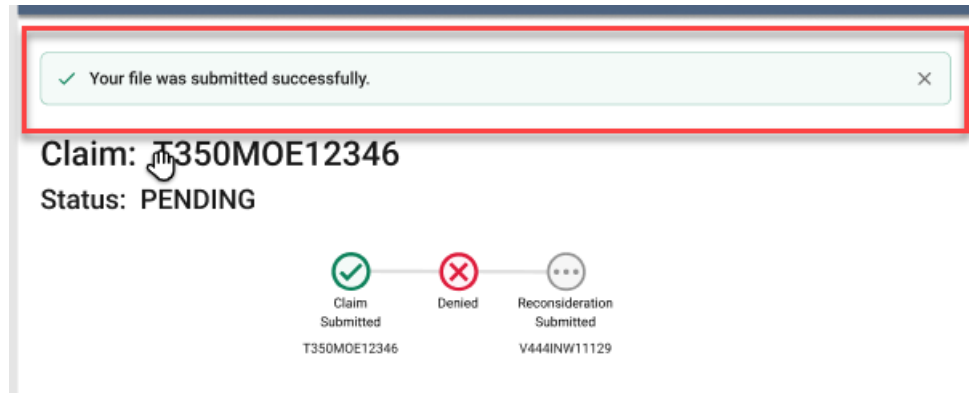 Your file was submitted successfully.
Claim: T350MOE12346
Status: PENDING
Claim
Submitted
T350MOE12346
Denied
Reconsideration
Submitted
V444INW11129